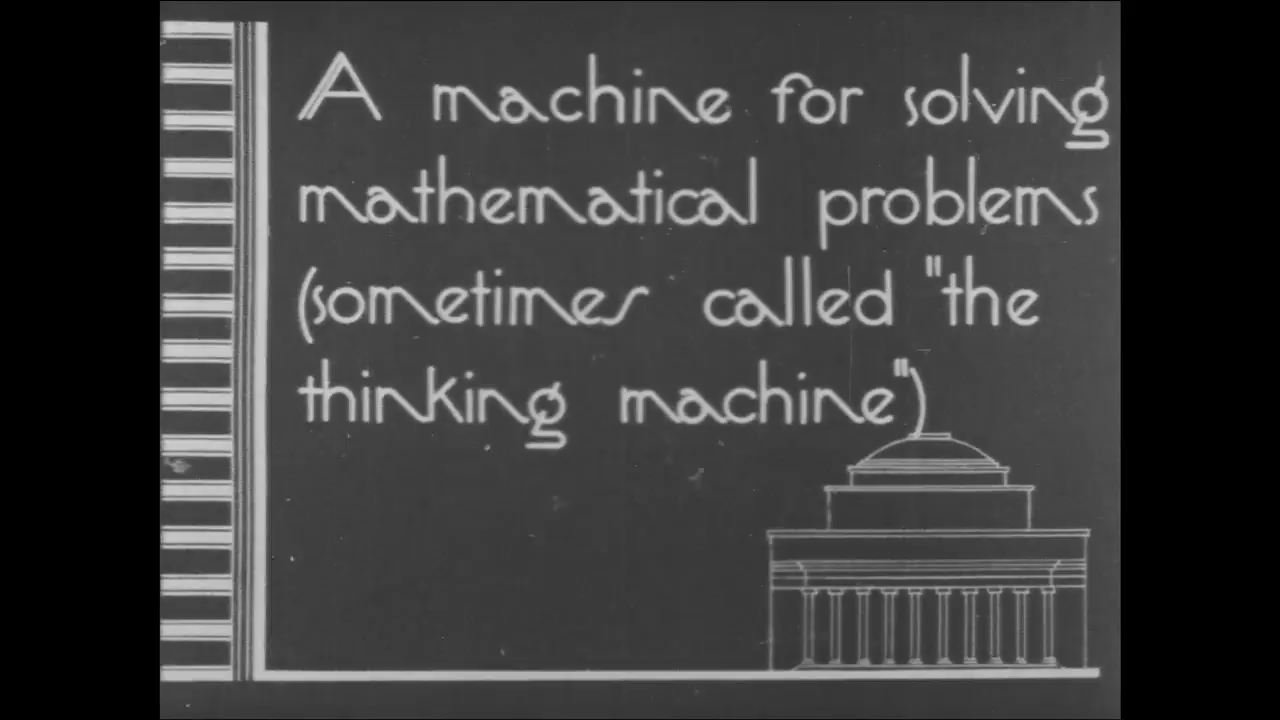 A machine for solving
mathematical problems
(sometimes called "the
thinking machine")